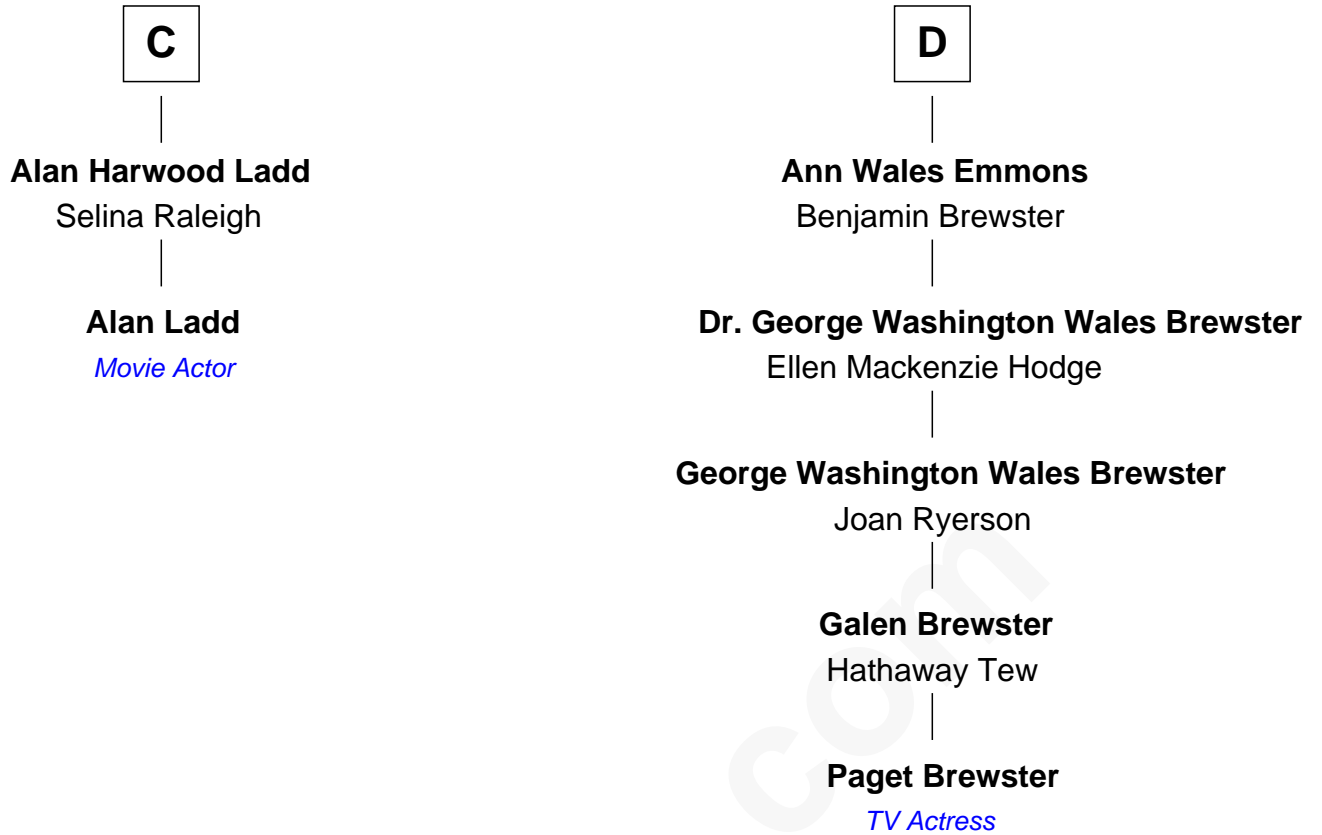 C
Alan Harwood Ladd
Selina Raleigh
Alan Ladd
Movie Actor
D
Ann Wales Emmons
Benjamin Brewster
Dr. George Washington Wales Brewster
Ellen Mackenzie Hodge
George Washington Wales Brewster
Joan Ryerson
Galen Brewster
Hathaway Tew
Paget Brewster
TV Actress
com